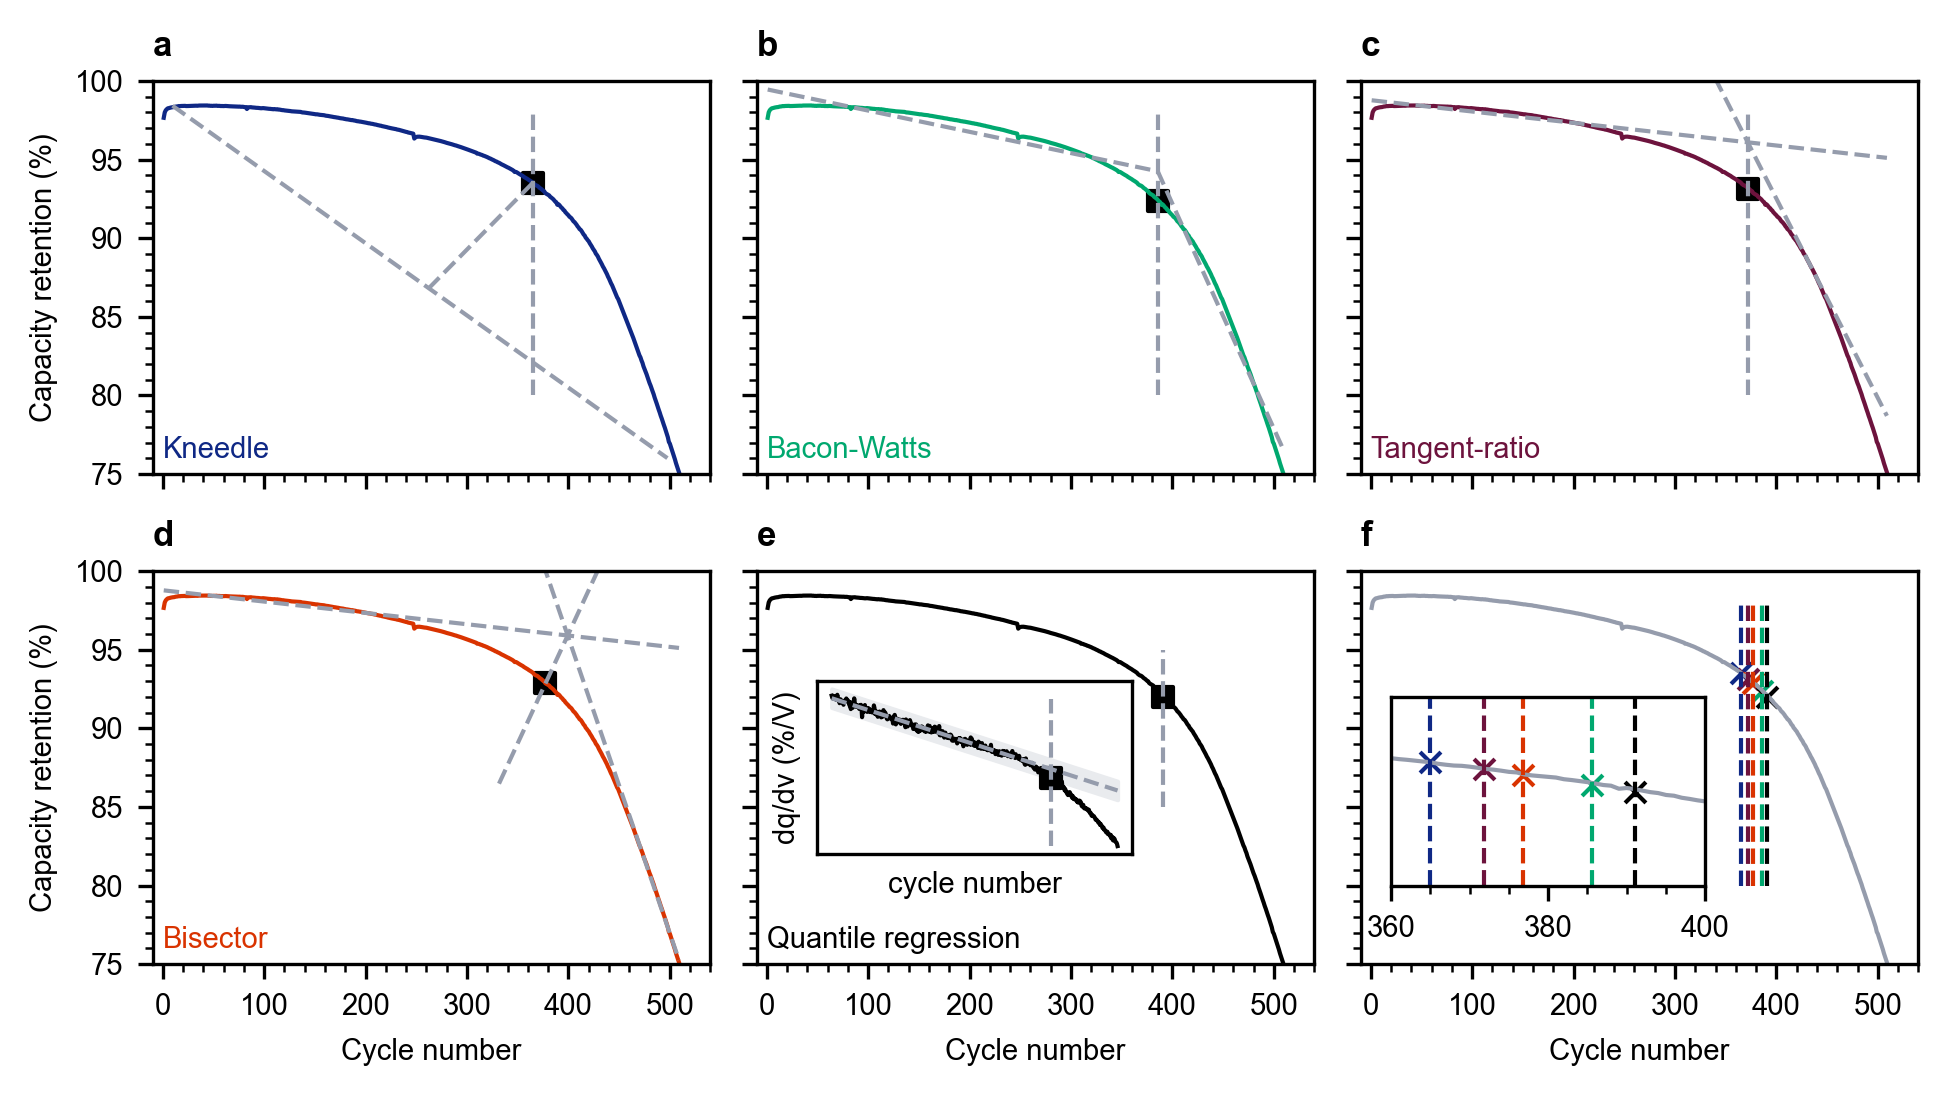 a
b
c
100
95
90
85
80
75
Capacity retention (%)
Kneedle
Bacon-Watts
Tangent-ratio
d
e
f
100
95
90
85
80
75
Capacity retention (%)
Bisector
dq/dv (%/V)
cycle number
Quantile regression
360
380
400
0
100
200
300
400
500
0
100
200
300
400
500
0
100
200
300
400
500
Cycle number
Cycle number
Cycle number